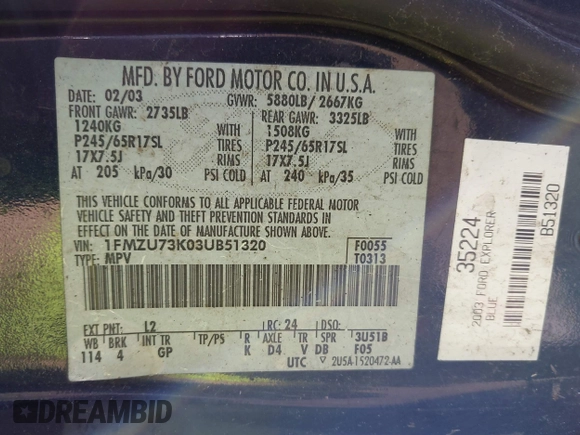 MFD. BY FORD MOTOR CO. IN U.S.A.
DATE: 02/03 GVWR: 5880LB/ 2667KG
FRONT GAWR: 2735LB REAR GAWR: 3325LB
1240KG WITH 1508KG WITH
P245/65R17SL TIRES P245/65R17SL TIRES
17X7.5J RIMS 17X7.5J RIMS
AT 205 kPa/30 PSI COLD AT 240 kPa/35 PSI COLD
THIS VEHICLE CONFORMS TO ALL APPLICABLE FEDERAL MOTOR
VEHICLE SAFETY AND THEFT PREVENTION STANDARDS IN
EFFECT ON THE DATE OF MANUFACTURE SHOWN ABOVE.
VIN: 1FMZU73K03UB51320 F0055
TYPE: MPV T0313
EXT PNT: L2 RC: 24 DSO:
WB BRK INT TR TP/PS R AXLE TR SPR 3U51B
114 4 GP K D4 V DB F05
UTC 2U5A-1520472-AA
35224
2003 FORD EXPLORER
BLUE
B51320
DREAMBID